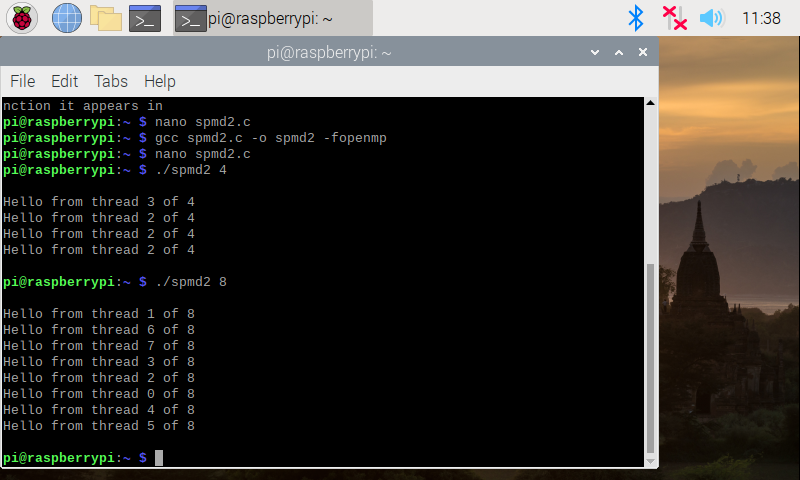 pi@raspberrypi: ~
11:38
pi@raspberrypi: ~
File Edit Tabs Help
nction it appears in
pi@raspberrypi:~ $ nano spmd2.c
pi@raspberrypi:~ $ gcc spmd2.c -o spmd2 -fopenmp
pi@raspberrypi:~ $ nano spmd2.c
pi@raspberrypi:~ $ ./spmd2 4
Hello from thread 3 of 4
Hello from thread 2 of 4
Hello from thread 2 of 4
Hello from thread 2 of 4
pi@raspberrypi:~ $ ./spmd2 8
Hello from thread 1 of 8
Hello from thread 6 of 8
Hello from thread 7 of 8
Hello from thread 3 of 8
Hello from thread 2 of 8
Hello from thread 0 of 8
Hello from thread 4 of 8
Hello from thread 5 of 8
pi@raspberrypi:~ $